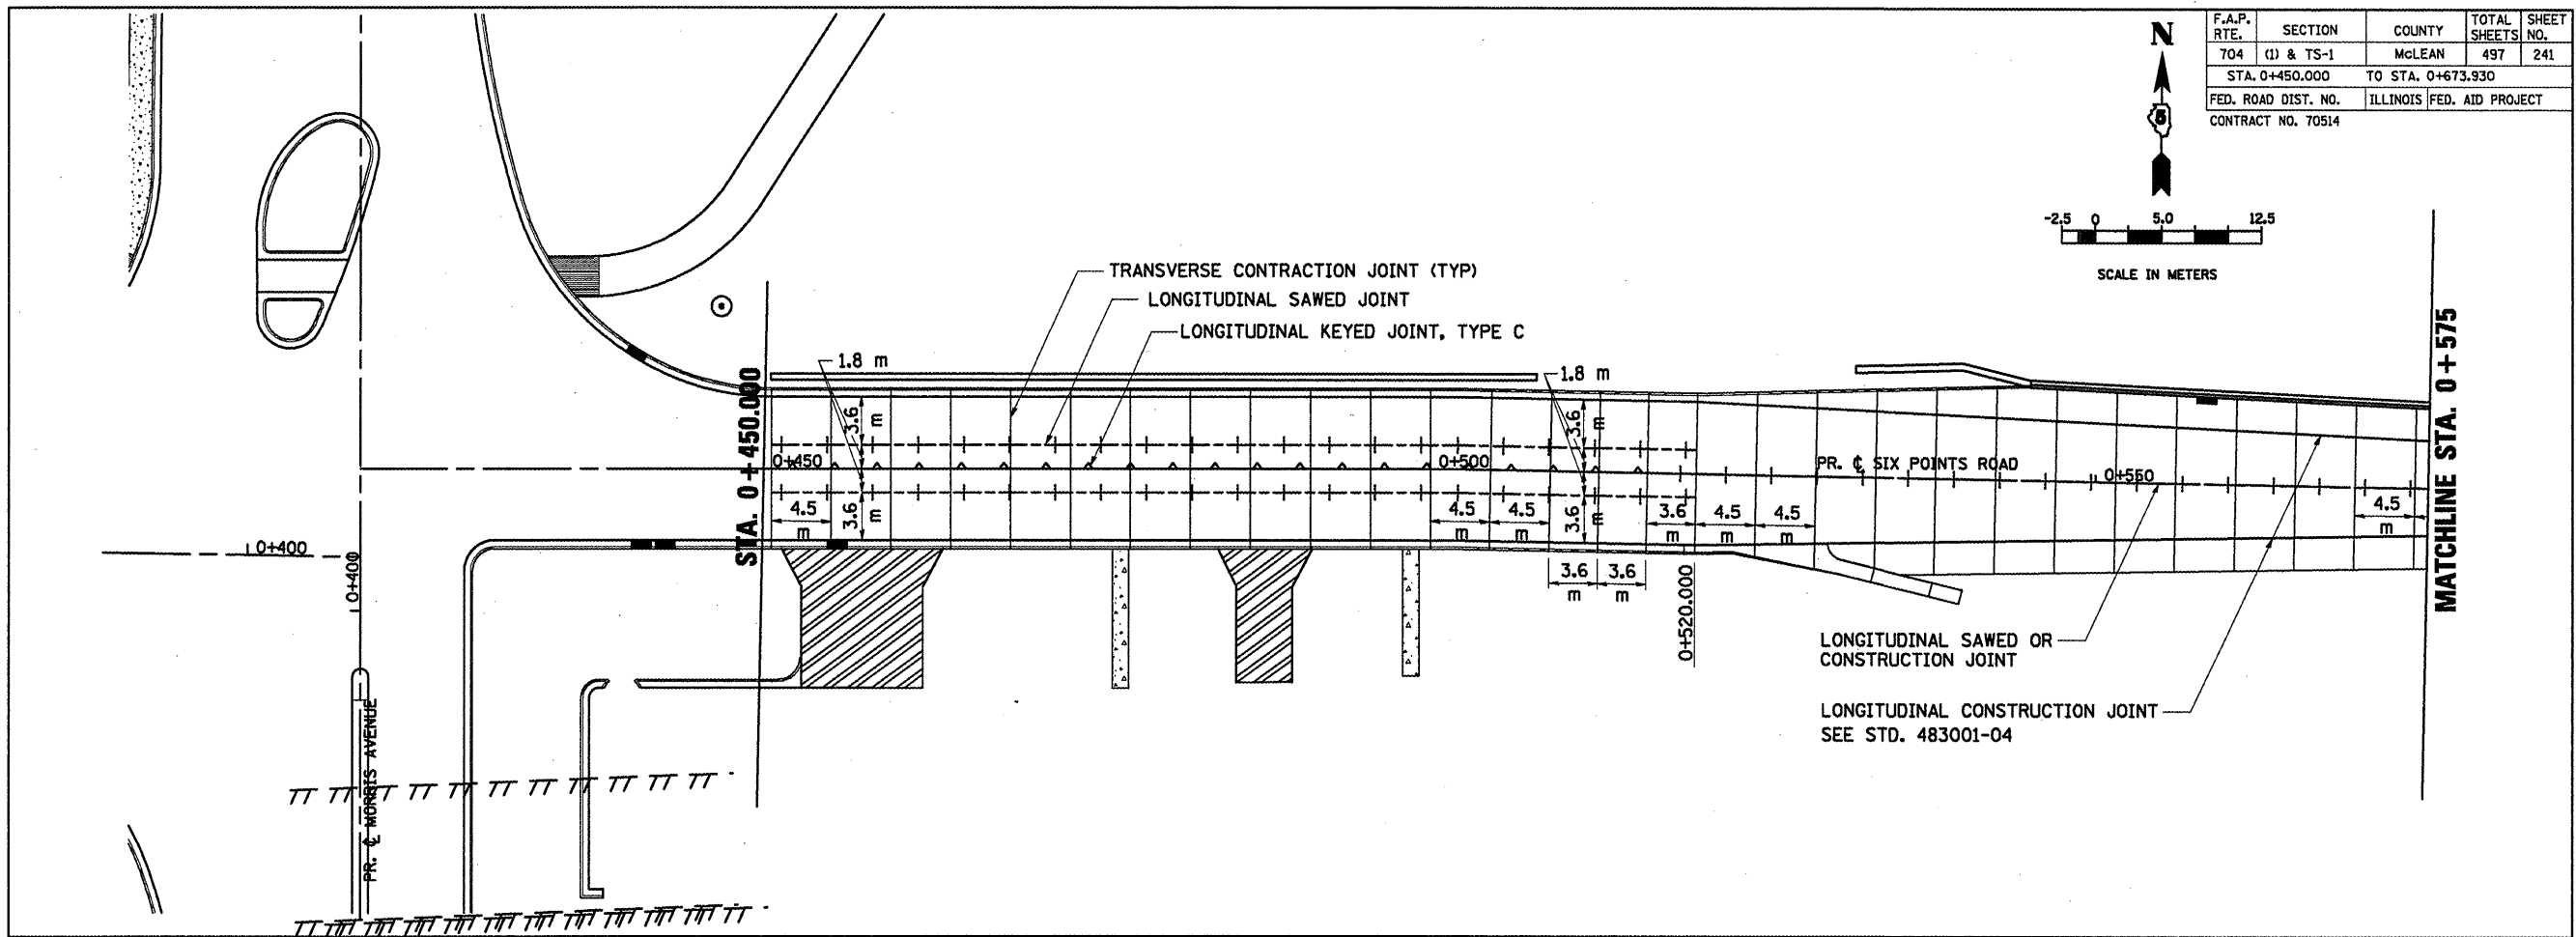 F.A.P. RTE. SECTION COUNTY TOTAL SHEETS SHEET NO.
704 (1) & TS-1 McLEAN 497 241
STA. 0+450.000 TO STA. 0+673.930
FED. ROAD DIST. NO. ILLINOIS FED. AID PROJECT
CONTRACT NO. 70514
N
5
-2.5 0 5.0 12.5
SCALE IN METERS
TRANSVERSE CONTRACTION JOINT (TYP)
LONGITUDINAL SAWED JOINT
LONGITUDINAL KEYED JOINT, TYPE C
1.8 m
1.8 m
STA. 0+450.000
MATCHLINE STA. 0+575
3.6 m
3.6 m
0+450
0+500
PR. ℄ SIX POINTS ROAD
0+550
4.5 m
3.6 m
4.5 m
4.5 m
3.6 m
3.6 m
4.5 m
4.5 m
4.5 m
3.6 m
3.6 m
0+520.000
0+400
0+400
PR. ℄ MORRIS AVENUE
LONGITUDINAL SAWED OR
CONSTRUCTION JOINT
LONGITUDINAL CONSTRUCTION JOINT
SEE STD. 483001-04